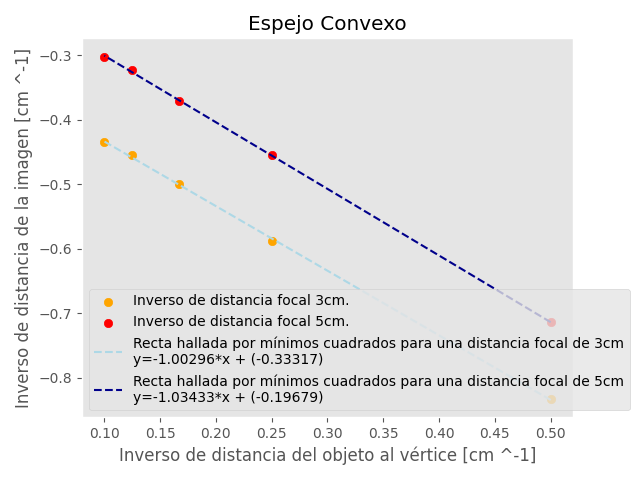 Espejo Convexo
Inverso de distancia de la imagen [cm ^-1]
−0.3
−0.4
−0.5
−0.6
−0.7
−0.8
Inverso de distancia focal 3cm.
Inverso de distancia focal 5cm.
Recta hallada por mínimos cuadrados para una distancia focal de 3cm
y=-1.00296*x + (-0.33317)
Recta hallada por mínimos cuadrados para una distancia focal de 5cm
y=-1.03433*x + (-0.19679)
0.10 0.15 0.20 0.25 0.30 0.35 0.40 0.45 0.50
Inverso de distancia del objeto al vértice [cm ^-1]